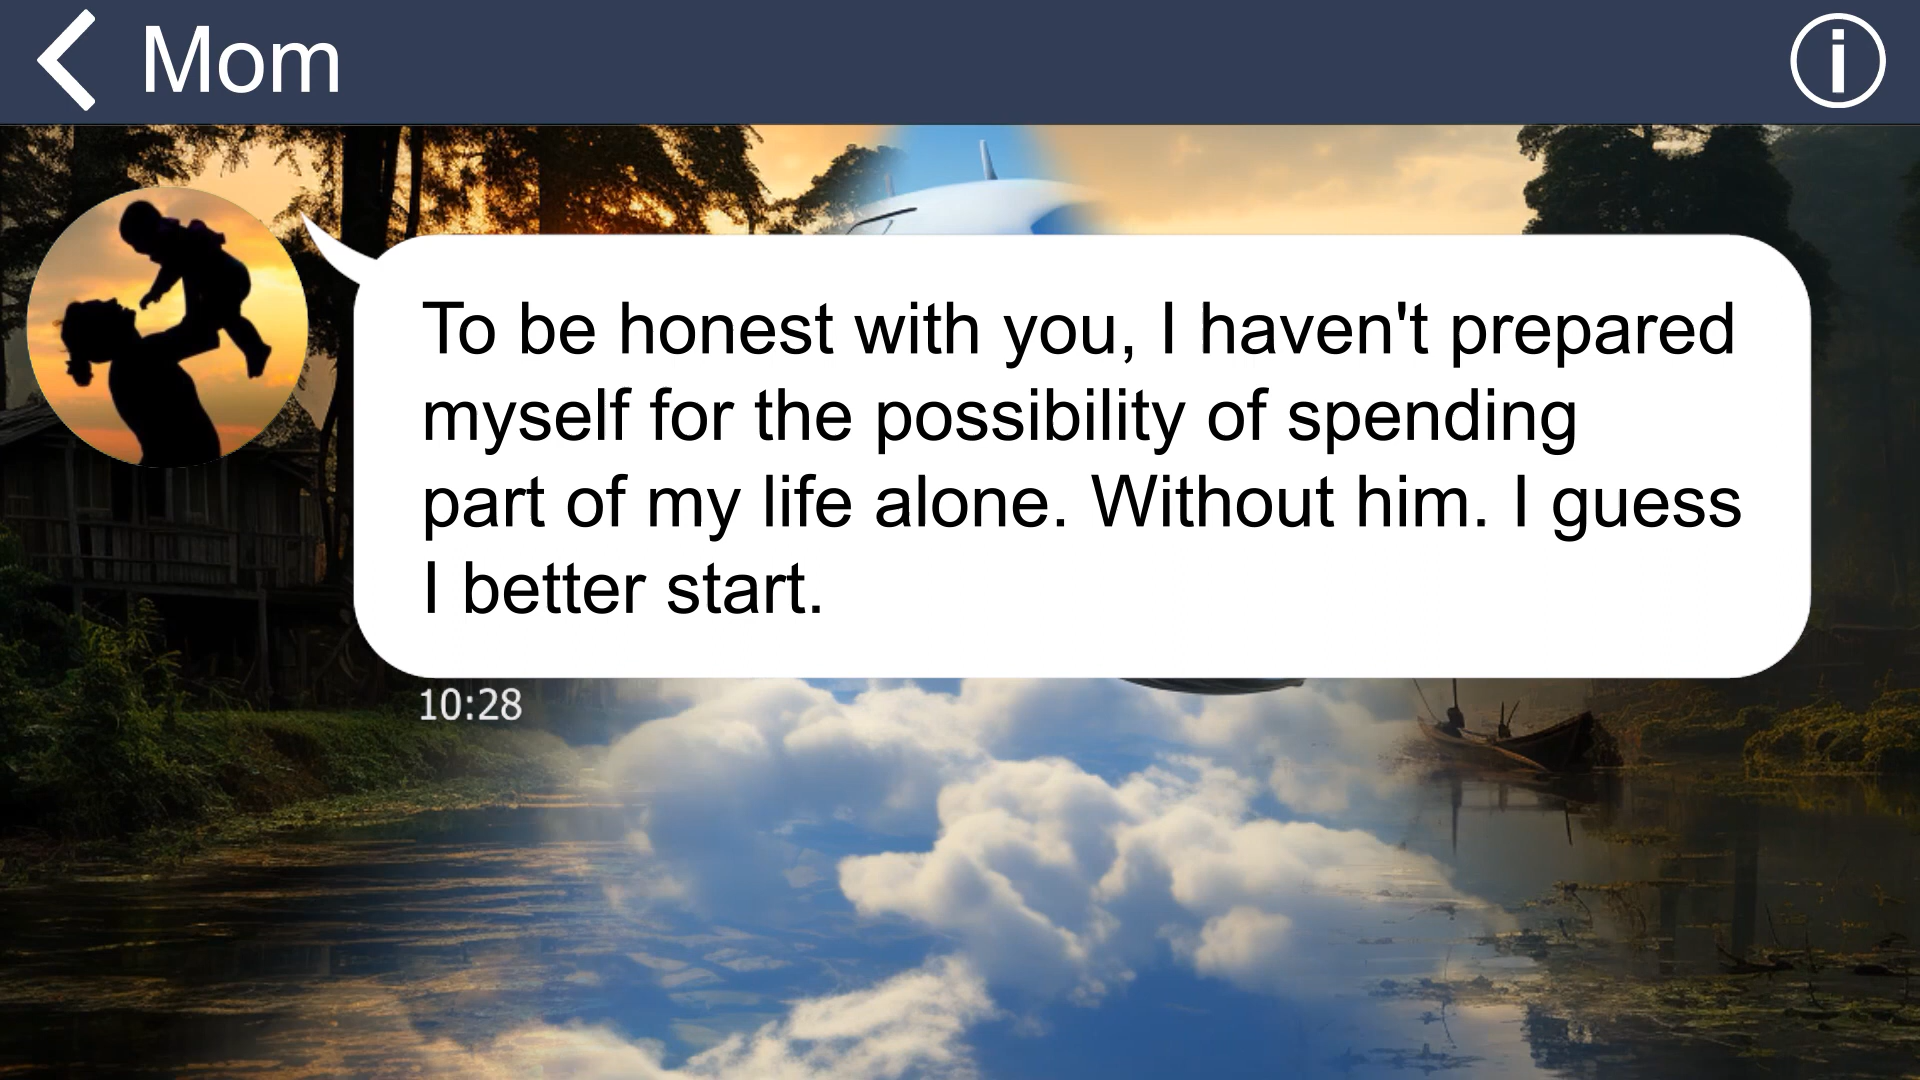 Mom
To be honest with you, I haven't prepared
myself for the possibility of spending
part of my life alone. Without him. I guess
I better start.
10:28